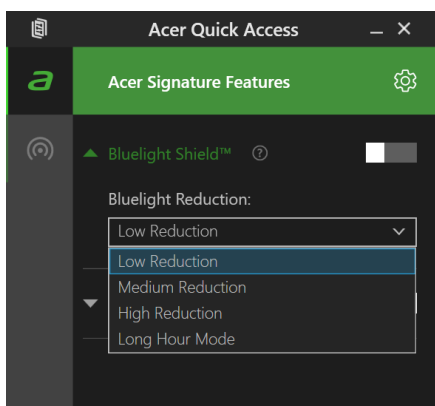 Acer Quick Access
Acer Signature Features
Bluelight Shield™ ?
Bluelight Reduction:
Low Reduction
Low Reduction
Medium Reduction
High Reduction
Long Hour Mode